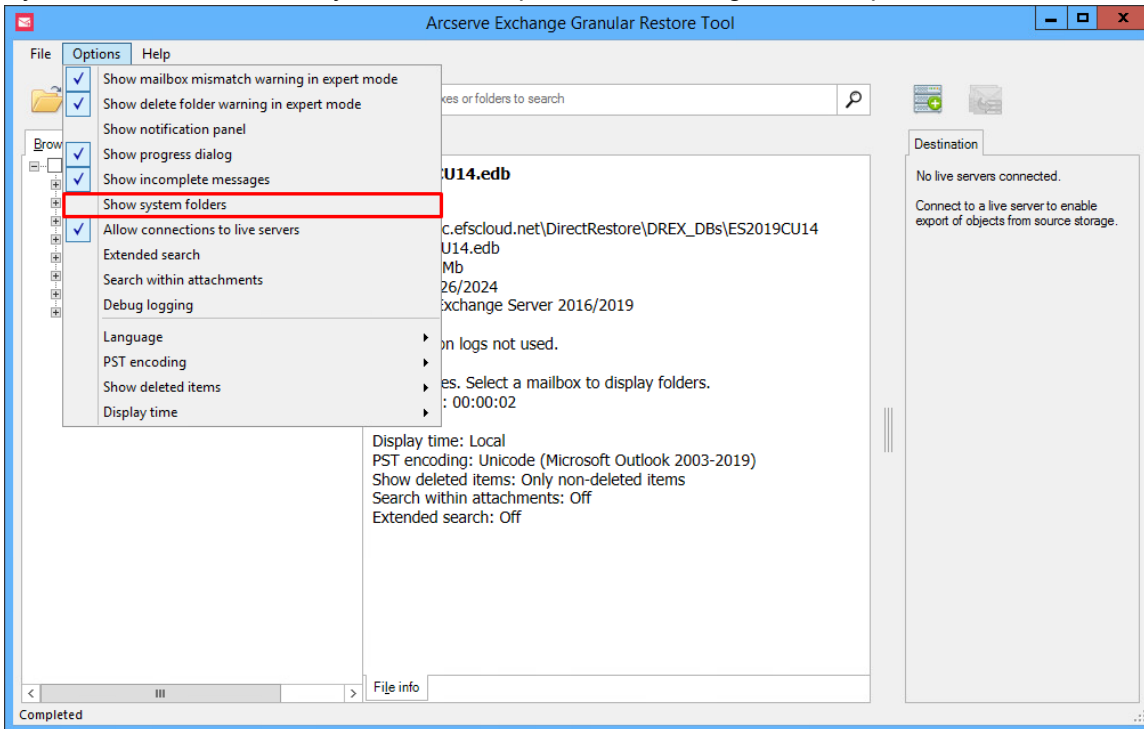 Arcserve Exchange Granular Restore Tool
File Options Help
Show mailbox mismatch warning in expert mode
Show delete folder warning in expert mode
Show notification panel
Show progress dialog
Show incomplete messages
Show system folders
Allow connections to live servers
Extended search
Search within attachments
Debug logging
Language
PST encoding
Show deleted items
Display time
or folders to search
Brow
U14.edb
c.efscloud.net\DirectRestore\DREX_DBs\ES2019CU14
U14.edb
Mb
26/2024
Exchange Server 2016/2019
on logs not used.
es. Select a mailbox to display folders.
: 00:00:02
Display time: Local
PST encoding: Unicode (Microsoft Outlook 2003-2019)
Show deleted items: Only non-deleted items
Search within attachments: Off
Extended search: Off
File info
Destination
No live servers connected.
Connect to a live server to enable
export of objects from source storage.
Completed